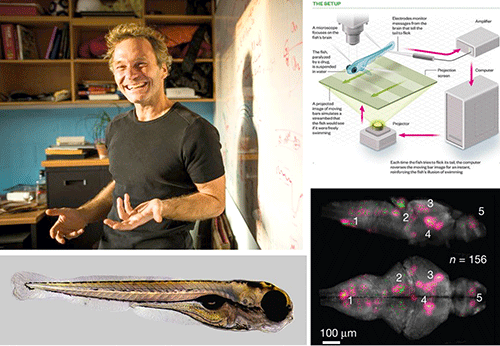 THE SETUP
A microscope
focuses on the
fish's brain
Electrodes monitor
messages from the
brain that tell the
tail to flick
Amplifier
The fish,
paralyzed
by a drug,
is suspended
in water
Projection
screen
Computer
A projected
image of moving
bars simulates a
streambed that
the fish would see
if it were freely
swimming
Projector
Each time the fish tries to flick its tail, the computer
reverses the moving bar image for an instant,
reinforcing the fish's illusion of swimming
1
2
3
4
5
n = 156
1
2
3
4
5
100 µm